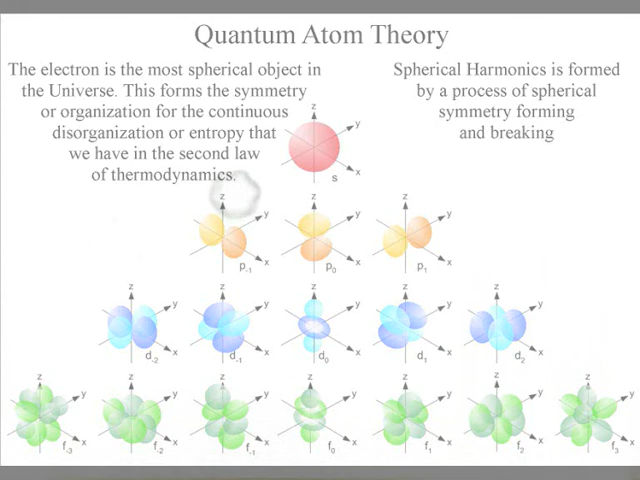 Quantum Atom Theory
The electron is the most spherical object in
the Universe. This forms the symmetry
or organization for the continuous
disorganization or entropy that
we have in the second law
of thermodynamics.
Spherical Harmonics is formed
by a process of spherical
symmetry forming
and breaking
z
y
x
s
z z z
y y y
x x x
p-1 p0 p1
z z z z z
y y y y y
x x x x x
d-2 d-1 d0 d1 d2
z z z z z z z
y y y y y y y
x x x x x x x
f-3 f-2 f-1 f0 f1 f2 f3